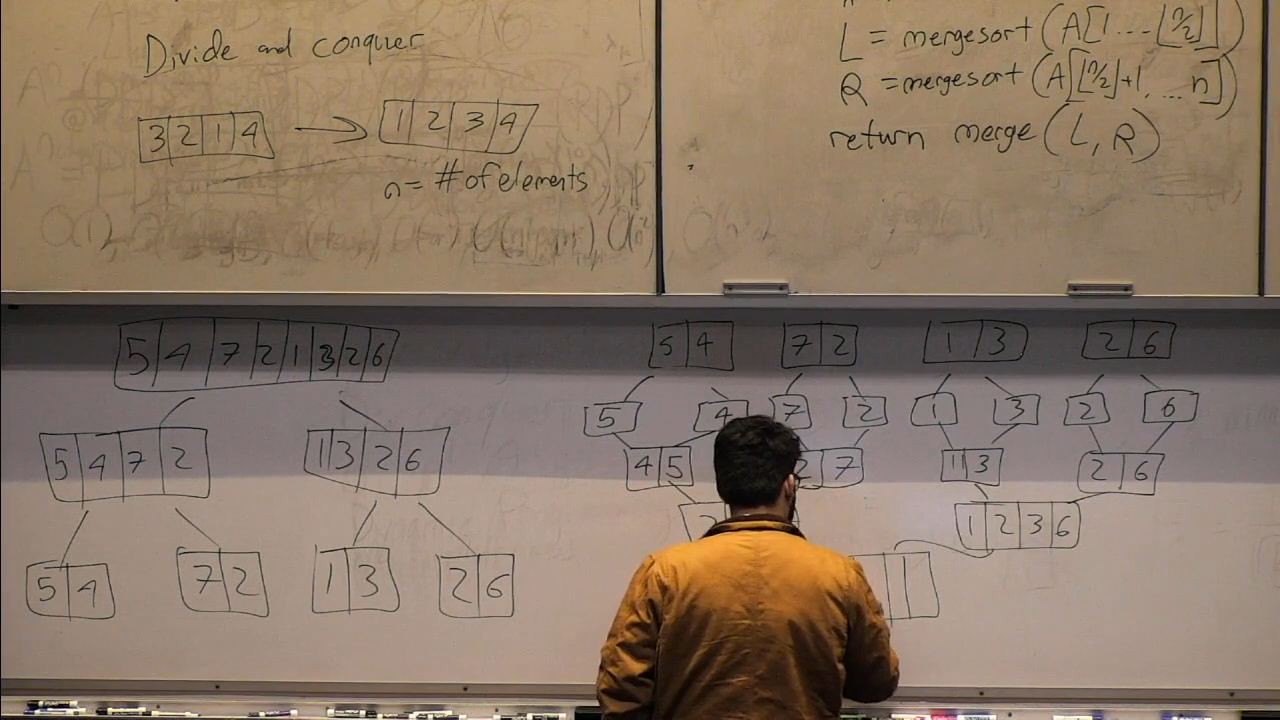 Divide and conquer
3 2 1 4 → 1 2 3 4
n = # of elements
L = mergesort (A[1 ... ⌊n/2⌋])
R = mergesort (A[⌊n/2⌋+1, ... n])
return merge (L, R)
5 4 7 2 1 3 2 6
5 4 7 2 1 3 2 6
5 4 7 2 1 3 2 6
5 4 7 2 1 3 2 6
5 4 7 2 1 3 2 6
4 5 2 7 1 3 2 6
2 1 2 3 6